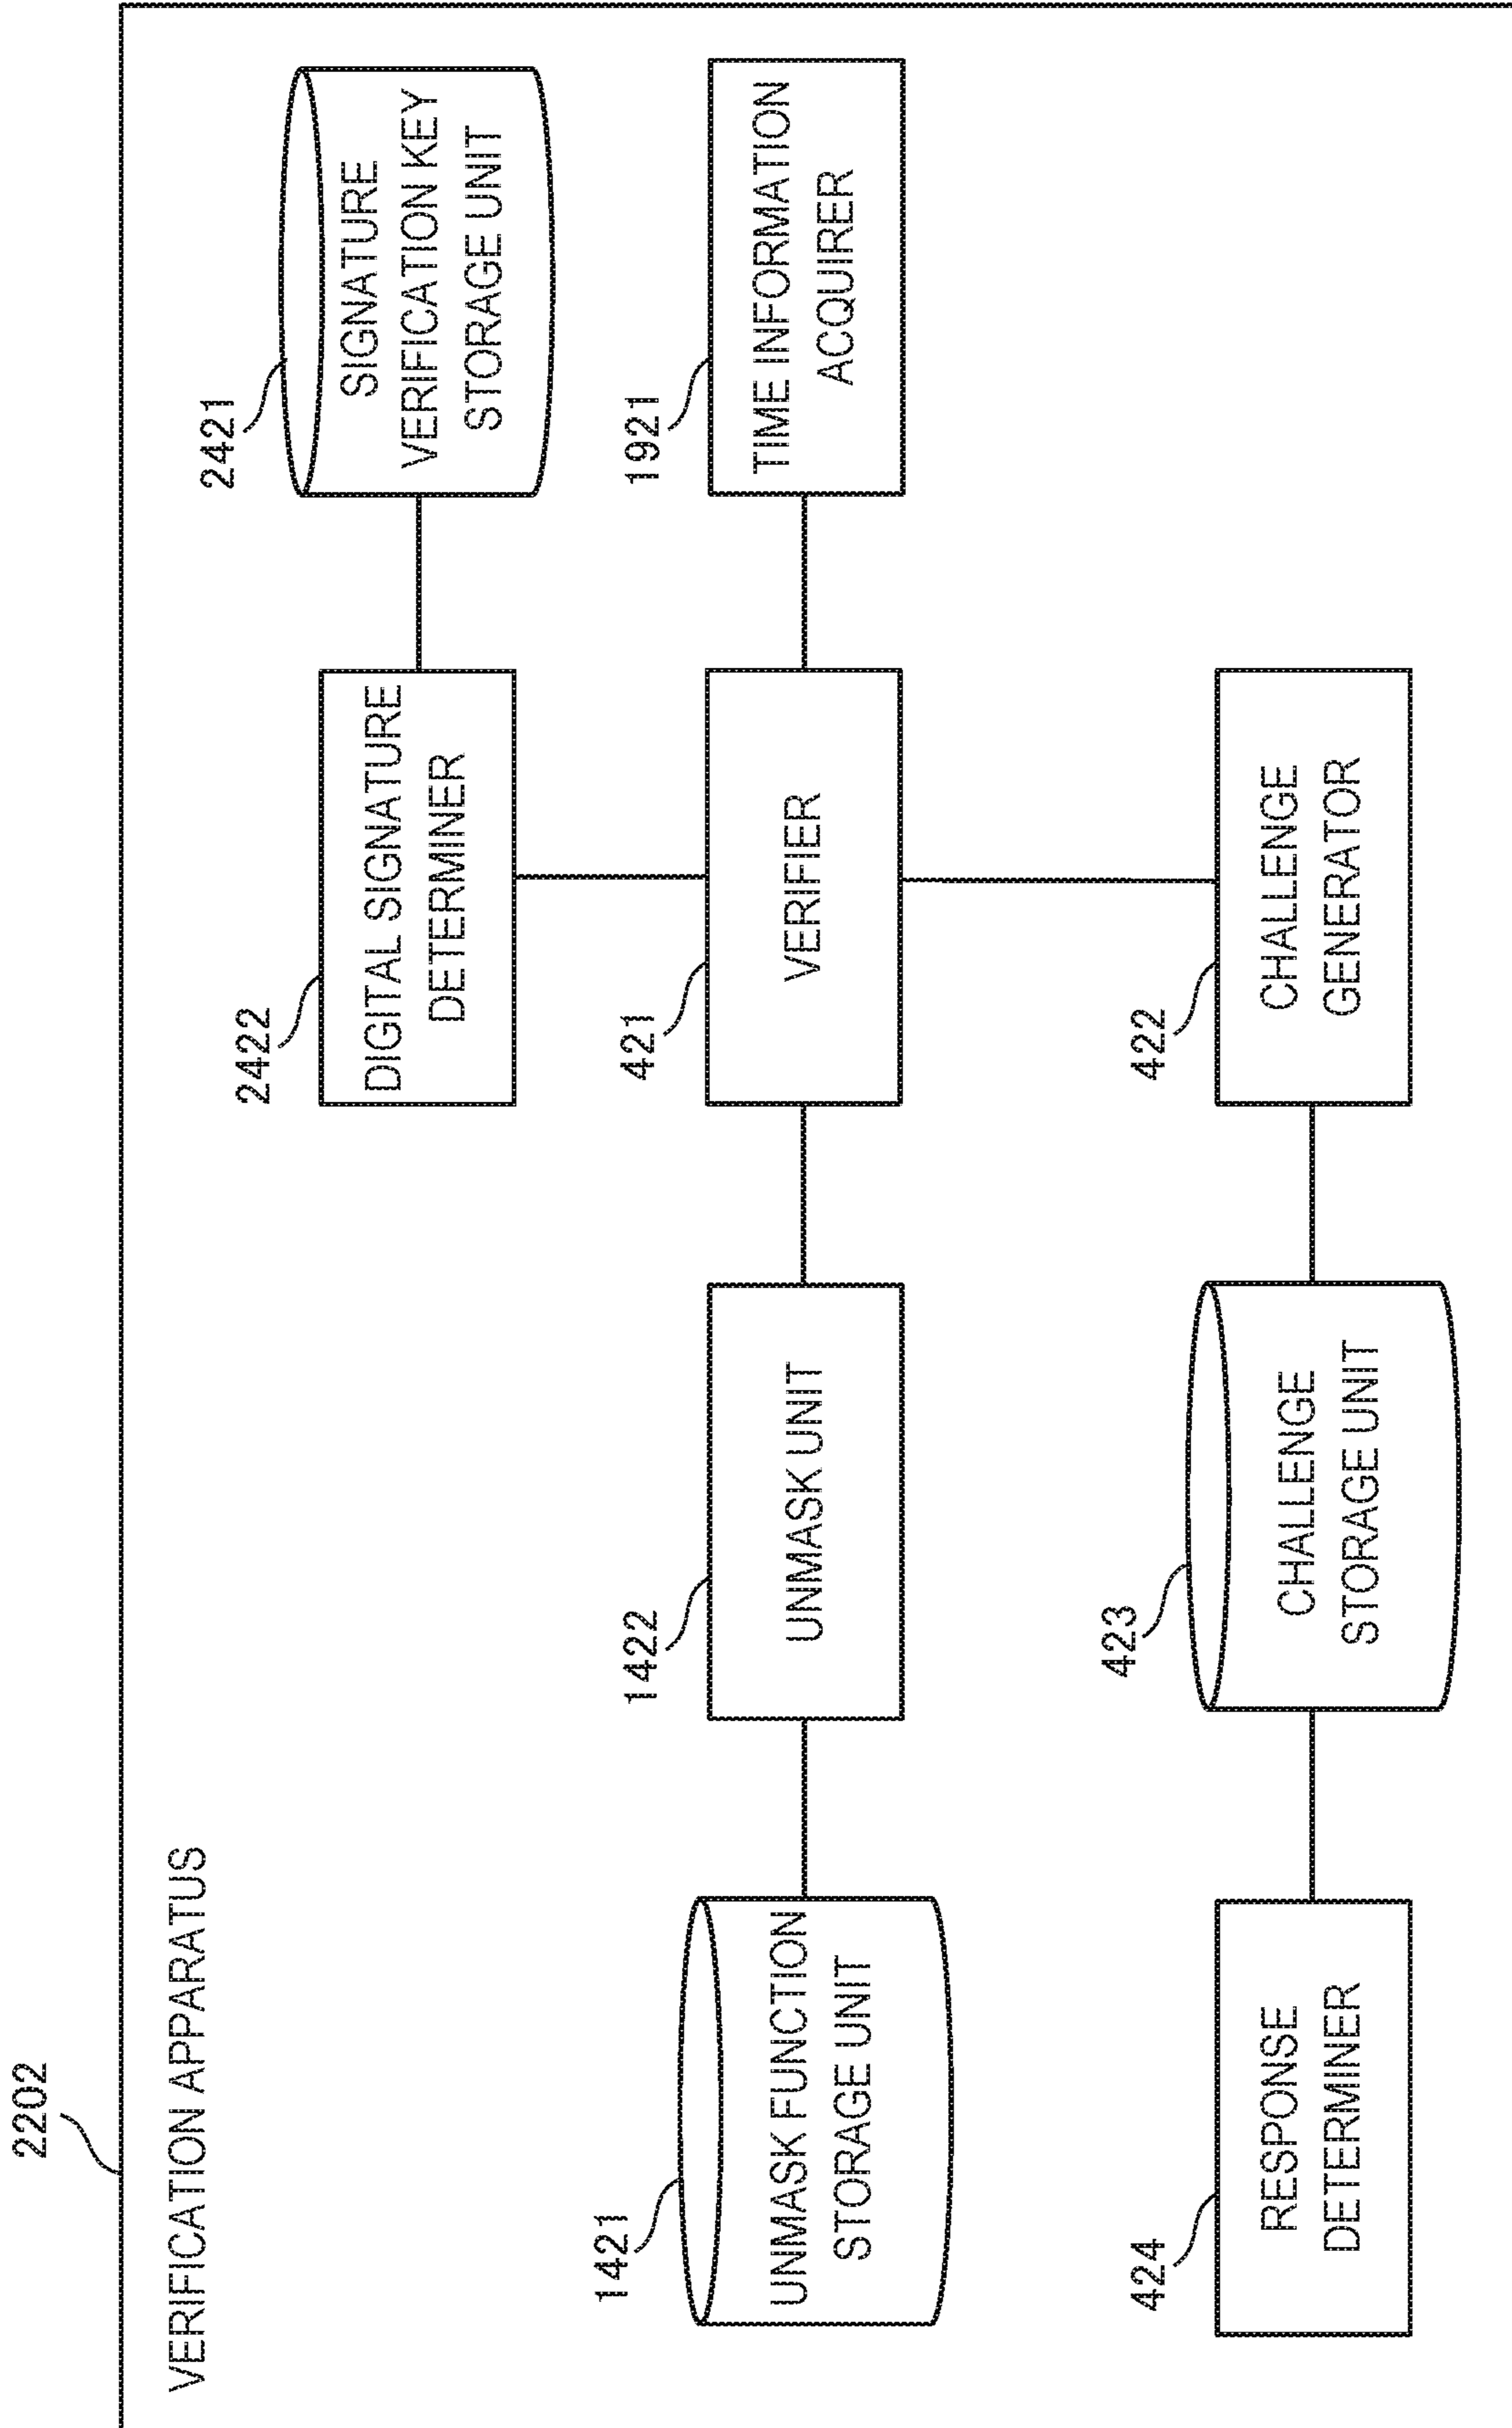 2202
VERIFICATION APPARATUS
2422
DIGITAL SIGNATURE
DETERMINER
2421
SIGNATURE
VERIFICATION KEY
STORAGE UNIT
1421
UNMASK FUNCTION
STORAGE UNIT
1422
UNMASK UNIT
421
VERIFIER
1921
TIME INFORMATION
ACQUIRER
424
RESPONSE
DETERMINER
423
CHALLENGE
STORAGE UNIT
422
CHALLENGE
GENERATOR